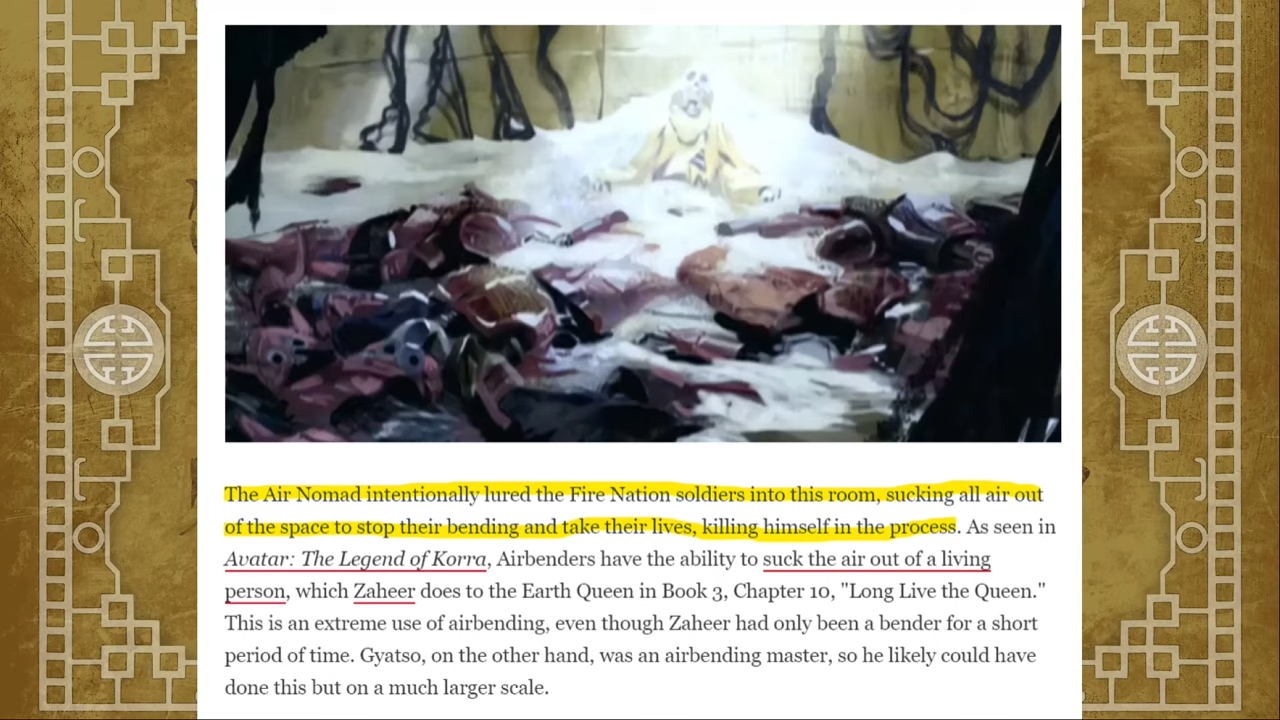 The Air Nomad intentionally lured the Fire Nation soldiers into this room, sucking all air out
of the space to stop their bending and take their lives, killing himself in the process. As seen in
Avatar: The Legend of Korra, Airbenders have the ability to suck the air out of a living
person, which Zaheer does to the Earth Queen in Book 3, Chapter 10, "Long Live the Queen."
This is an extreme use of airbending, even though Zaheer had only been a bender for a short
period of time. Gyatso, on the other hand, was an airbending master, so he likely could have
done this but on a much larger scale.